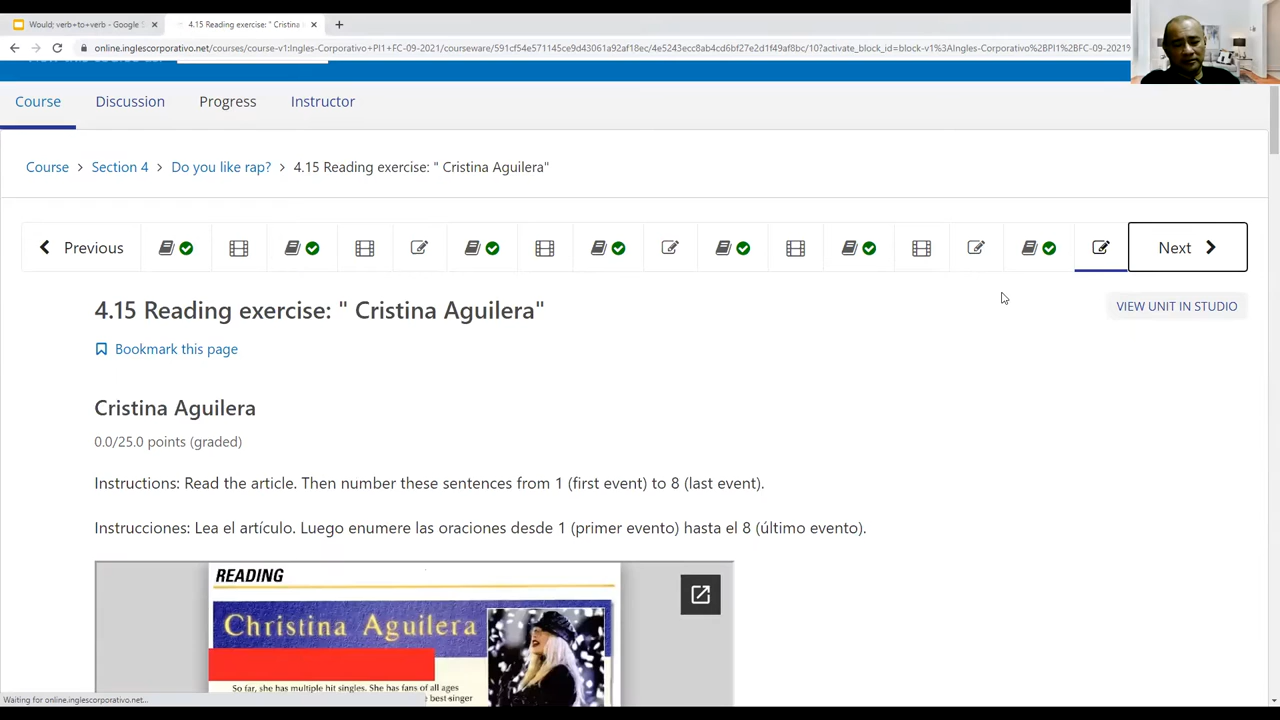 Would; verb+to+verb - Google S
4.15 Reading exercise: " Cristina
online.inglescorporativo.net/courses/course-v1:Ingles-Corporativo+PI1+FC-09-2021/courseware/591cf54e571145ce9d43061a92af18ec/4e5243ecc8ab4cd6bf27e2d1f49af8bc/10?activate_block_id=block-v1%3AIngles-Corporativo%2BPI1%2BFC-09-2021%
Course Discussion Progress Instructor
Course > Section 4 > Do you like rap? > 4.15 Reading exercise: " Cristina Aguilera"
Previous
Next
4.15 Reading exercise: " Cristina Aguilera"
VIEW UNIT IN STUDIO
Bookmark this page
Cristina Aguilera
0.0/25.0 points (graded)
Instructions: Read the article. Then number these sentences from 1 (first event) to 8 (last event).
Instrucciones: Lea el artículo. Luego enumere las oraciones desde 1 (primer evento) hasta el 8 (último evento).
READING
Christina Aguilera
So far, she has multiple hit singles. She has fans of all ages
e best-singer
Waiting for online.inglescorporativo.net...